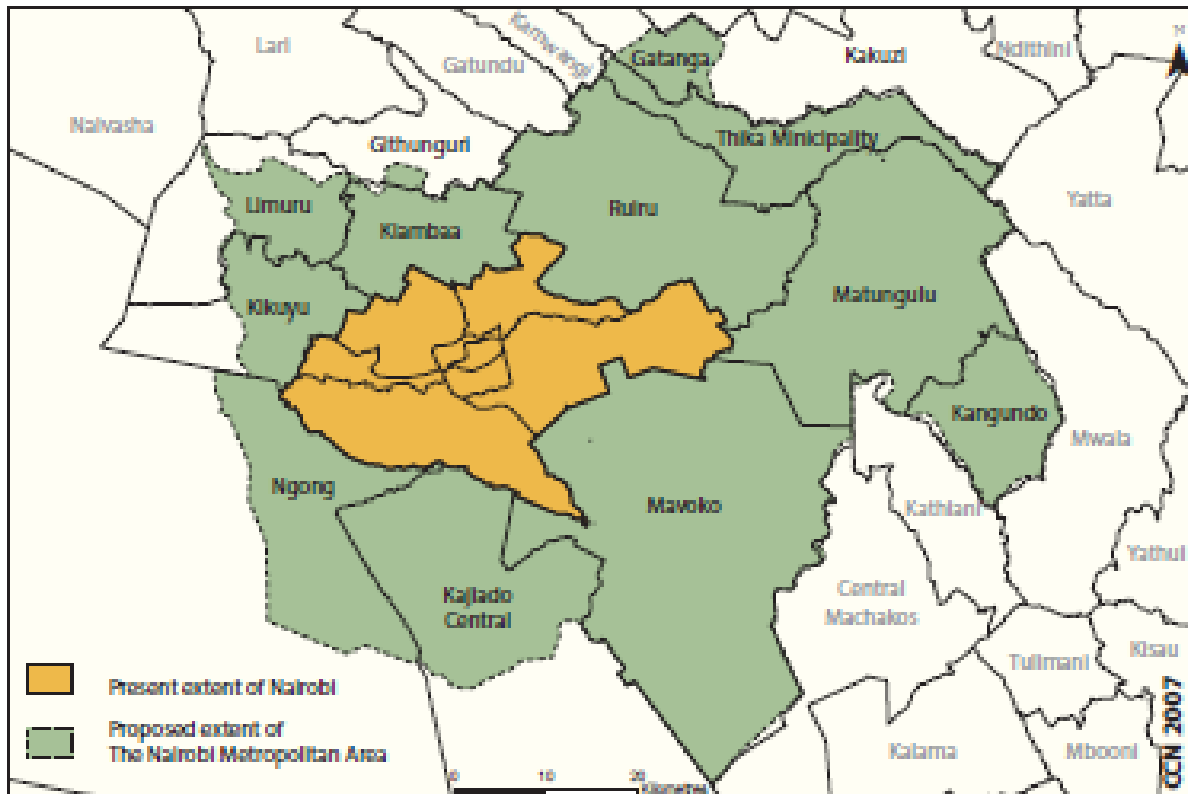 Lari
Kamwangi
Gatanga
Kakuzi
Ndithini
N
Gatundu
Naivasha
Githunguri
Thika Minicipality
Limuru
Ruiru
Yatta
Kiambaa
Kikuyu
Matungulu
Kangundo
Mwala
Ngong
Mavoko
Kathiani
Yathui
Kajiado
Central
Central
Machakos
Kisau
Tulimani
Present extent of Nairobi
Proposed extent of
The Nairobi Metropolitan Area
Kalama
Mbooni
0 10 20
CCN 2007